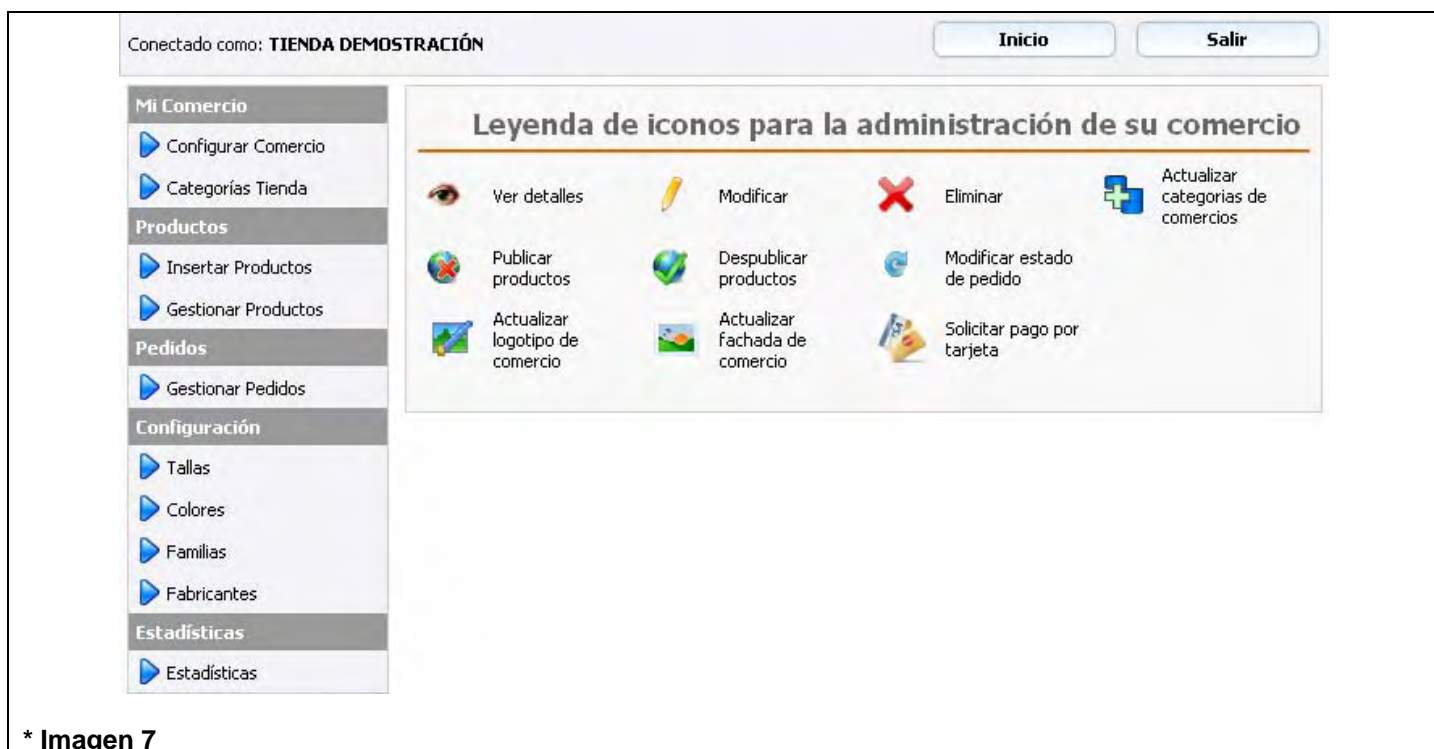 Conectado como: TIENDA DEMOSTRACIÓN
Inicio
Salir
Mi Comercio
Configurar Comercio
Categorías Tienda
Productos
Insertar Productos
Gestionar Productos
Pedidos
Gestionar Pedidos
Configuración
Tallas
Colores
Familias
Fabricantes
Estadísticas
Estadísticas
Leyenda de iconos para la administración de su comercio
Ver detalles
Modificar
Eliminar
Actualizar
categorias de
comercios
Publicar
productos
Despublicar
productos
Modificar estado
de pedido
Actualizar
logotipo de
comercio
Actualizar
fachada de
comercio
Solicitar pago por
tarjeta
* Imagen 7